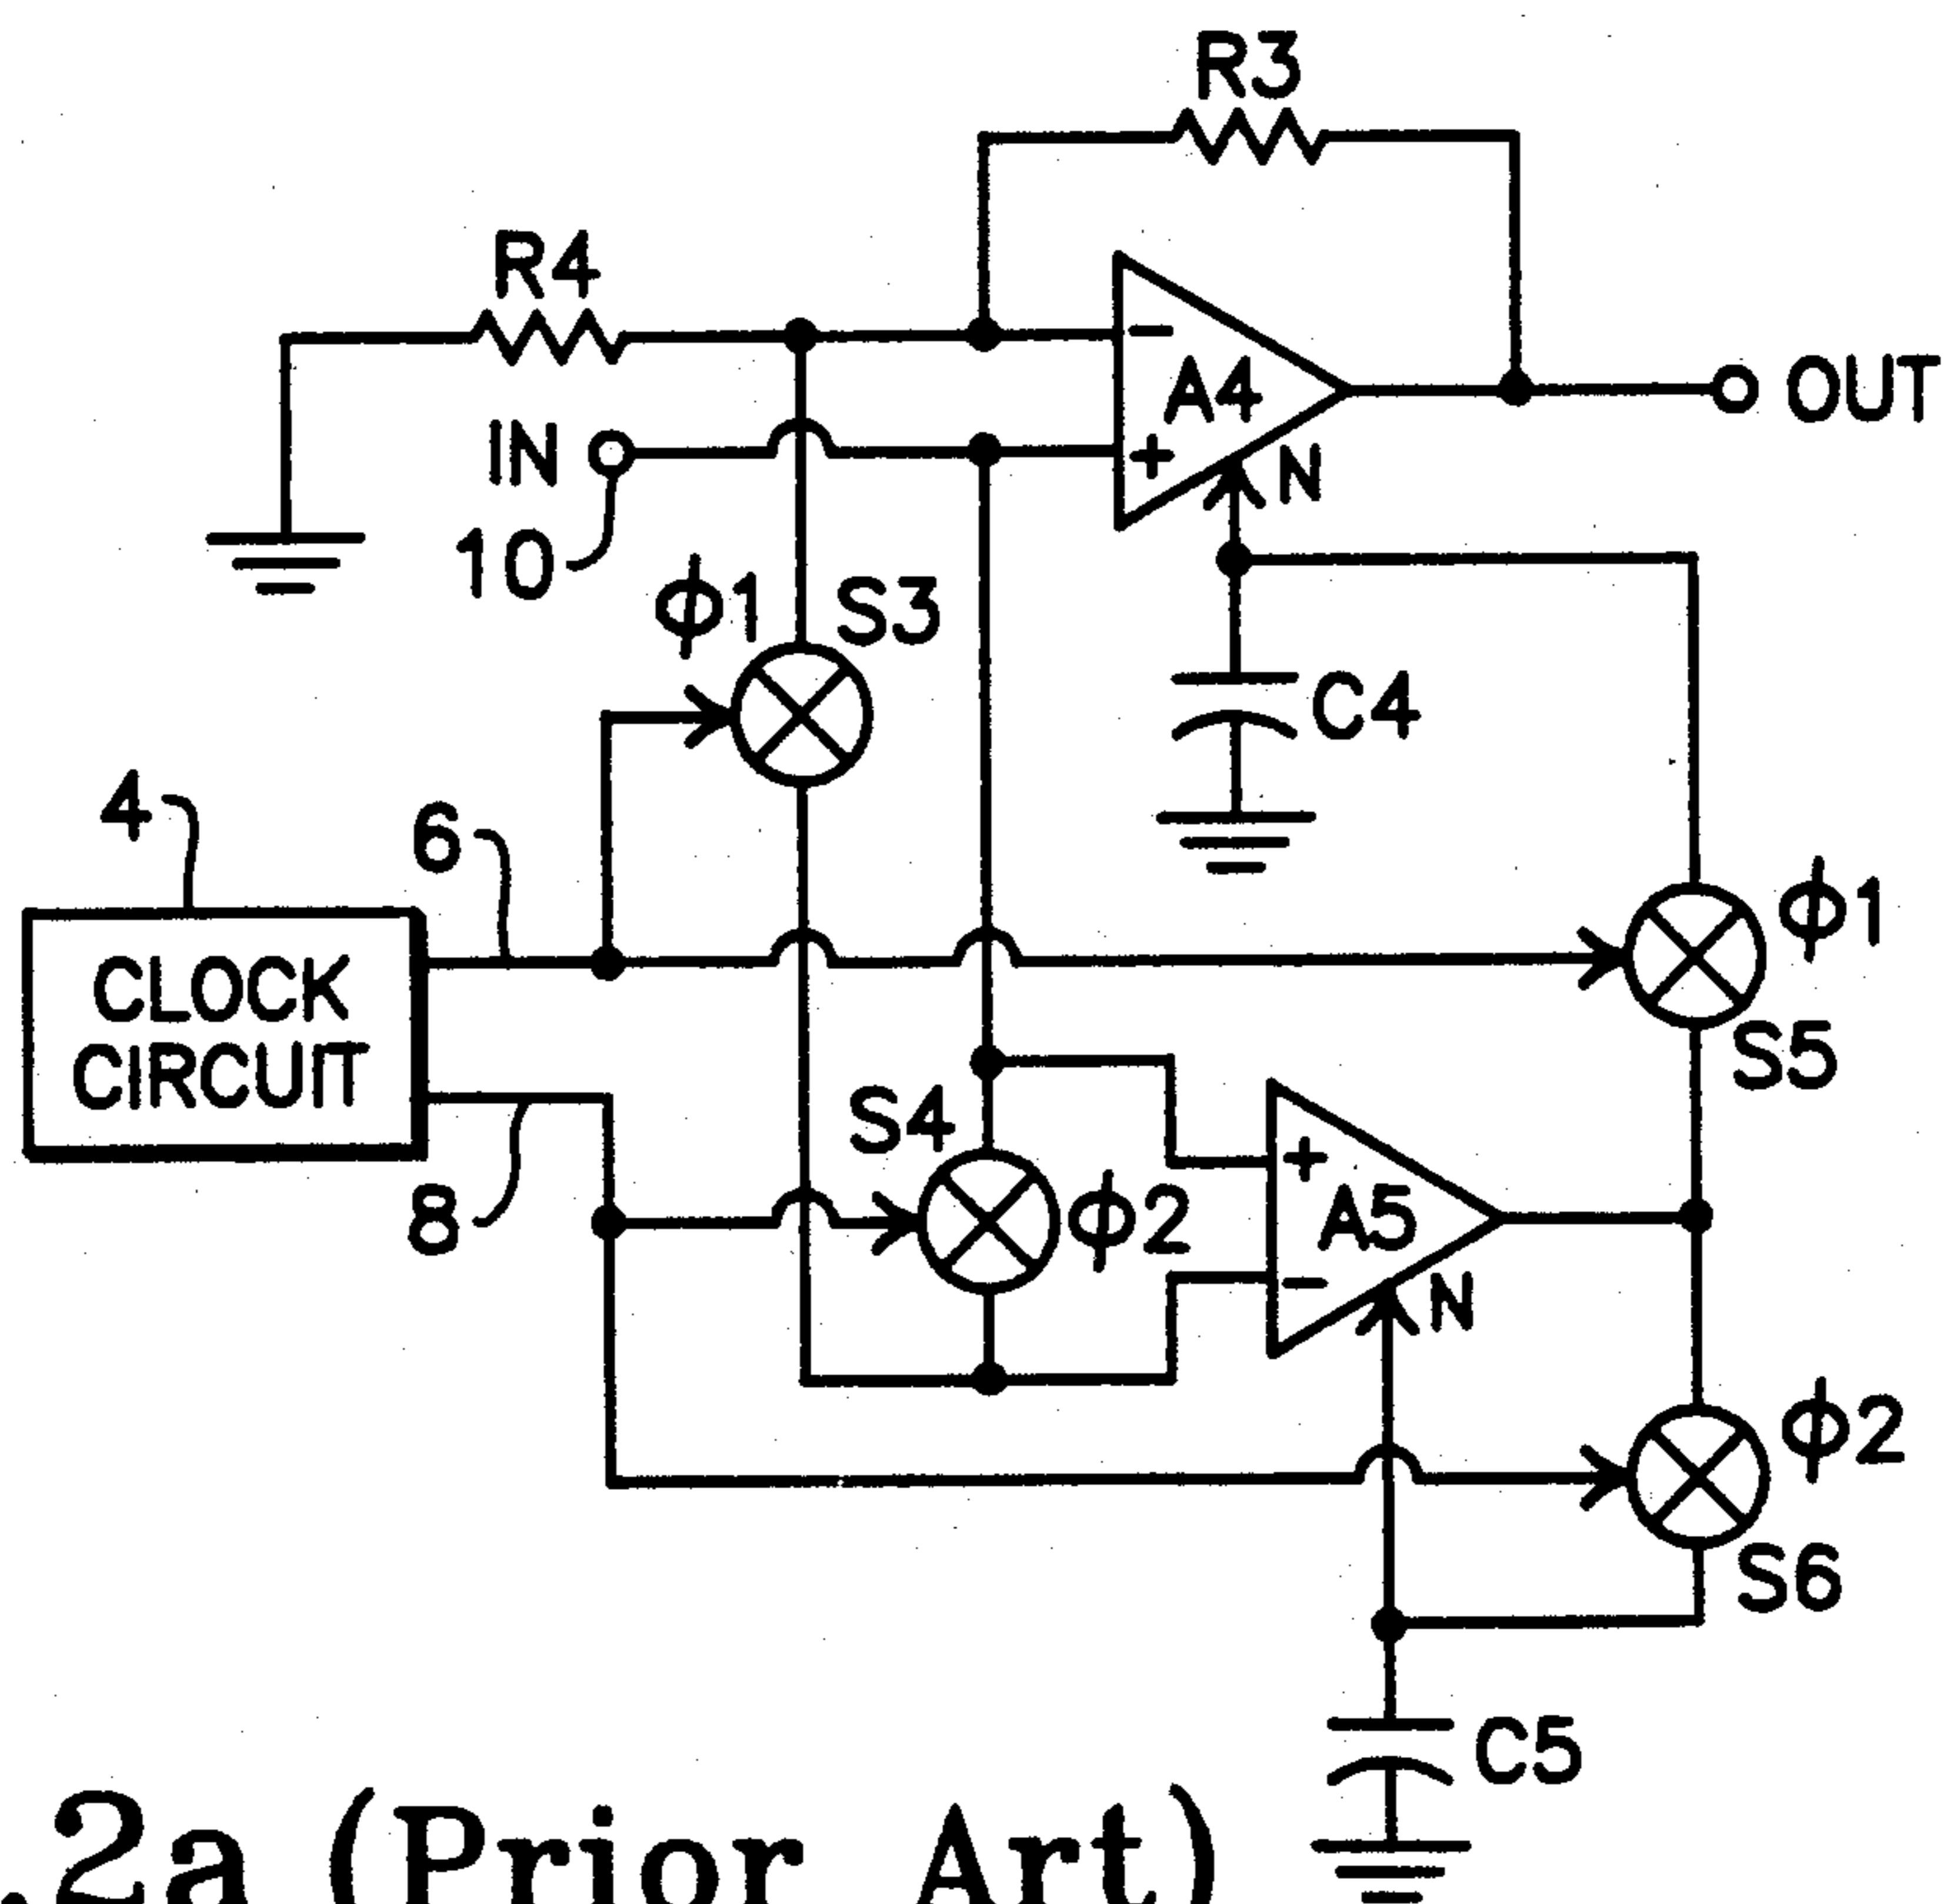 R3
R4
A4
OUT
IN
N
10
ϕ1
S3
C4
4
6
ϕ1
CLOCK
CIRCUIT
S5
S4
8
ϕ2
A5
N
ϕ2
S6
C5
.2a (Prior Art)